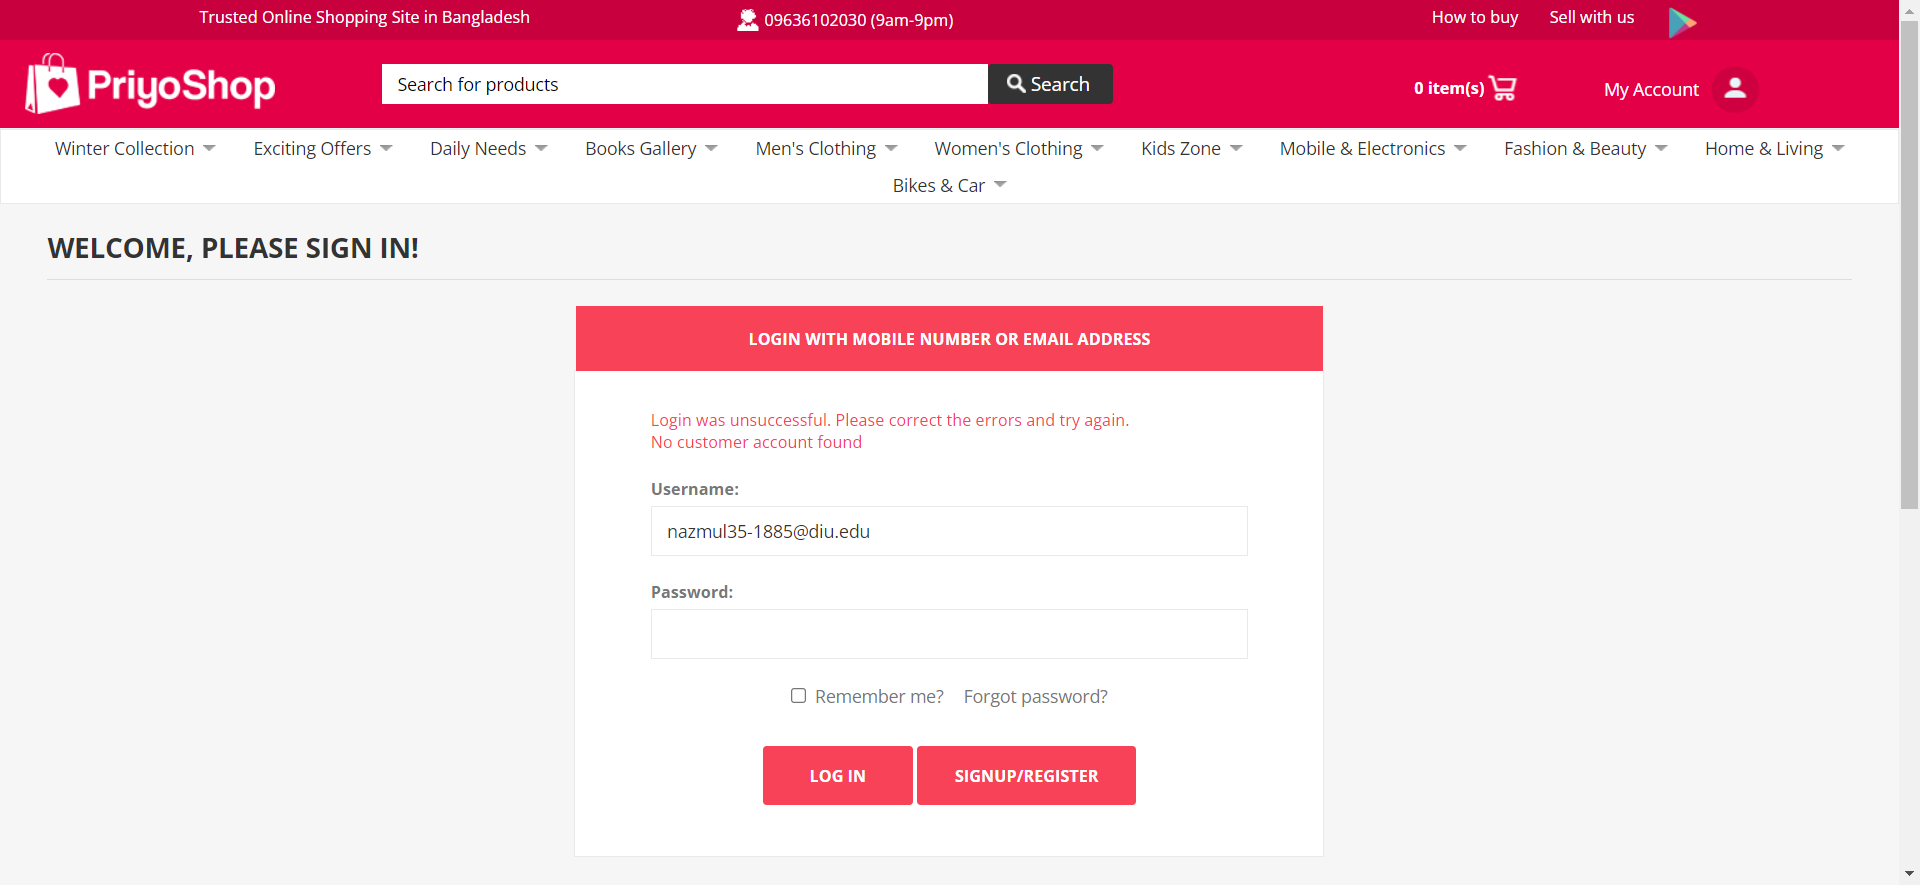 Trusted Online Shopping Site in Bangladesh
09636102030 (9am-9pm)
How to buy
Sell with us
PriyoShop
Search for products
Search
0 item(s)
My Account
Winter Collection
Exciting Offers
Daily Needs
Books Gallery
Men's Clothing
Women's Clothing
Kids Zone
Mobile & Electronics
Fashion & Beauty
Home & Living
Bikes & Car
WELCOME, PLEASE SIGN IN!
LOGIN WITH MOBILE NUMBER OR EMAIL ADDRESS
Login was unsuccessful. Please correct the errors and try again.
No customer account found
Username:
nazmul35-1885@diu.edu
Password:
Remember me?
Forgot password?
LOG IN
SIGNUP/REGISTER